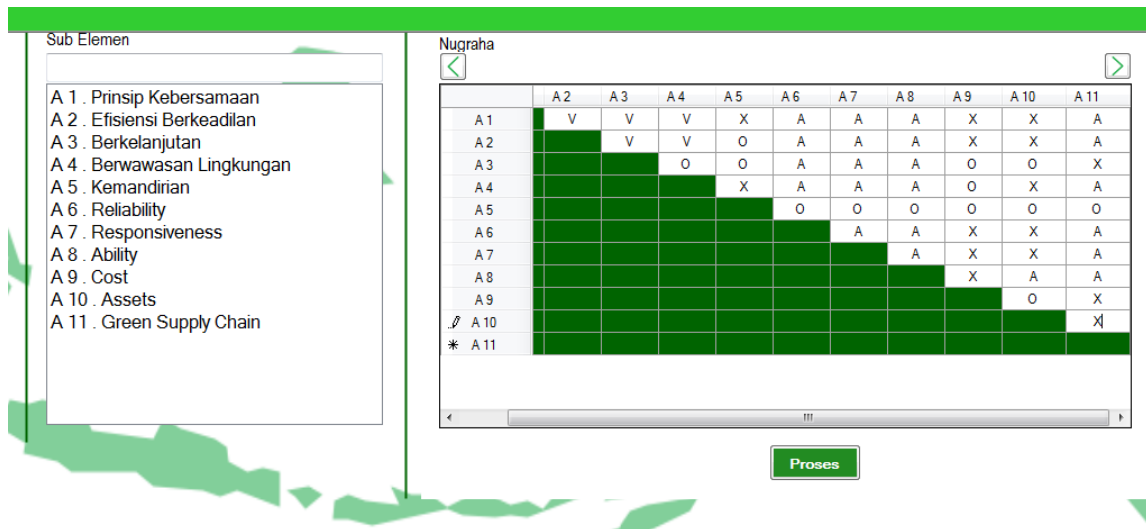 Sub Elemen
A 1 . Prinsip Kebersamaan
A 2 . Efisiensi Berkeadilan
A 3 . Berkelanjutan
A 4 . Berwawasan Lingkungan
A 5 . Kemandirian
A 6 . Reliability
A 7 . Responsiveness
A 8 . Ability
A 9 . Cost
A 10 . Assets
A 11 . Green Supply Chain
Nugraha
A 2 A 3 A 4 A 5 A 6 A 7 A 8 A 9 A 10 A 11
A 1 V V V X A A A X X A
A 2 V V O A A A X X A
A 3 O O A A A O O X
A 4 X A A A O X A
A 5 O O O O O O
A 6 A A X X A
A 7 A X X A
A 8 X A A
A 9 O X
A 10 X
A 11
Proses